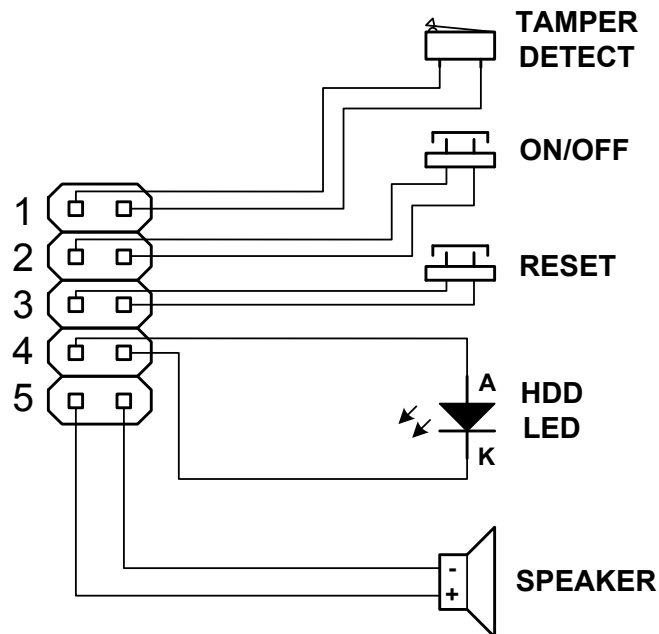 TAMPER
DETECT
ON/OFF
1
2
RESET
3
4
A
HDD
LED
5
K
-
SPEAKER
+